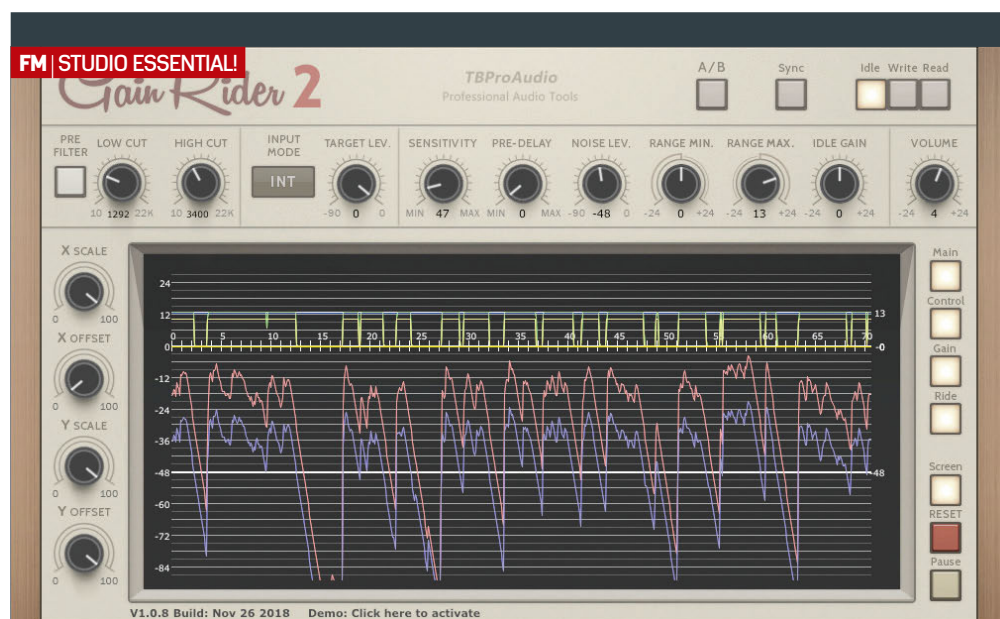 FM | STUDIO ESSENTIAL!
Gain Rider 2
TBProAudio
Professional Audio Tools
A/B
Sync
Idle Write Read
PRE FILTER
LOW CUT
HIGH CUT
INPUT MODE
TARGET LEV.
SENSITIVITY
PRE-DELAY
NOISE LEV.
RANGE MIN.
RANGE MAX.
IDLE GAIN
VOLUME
INT
10 1292 22K
10 3400 22K
-90 0 0
MIN 47 MAX
MIN 0 MAX
-90 -48 0
-24 0 +24
-24 13 +24
-24 0 +24
-24 4 +24
X SCALE
0 100
X OFFSET
0 100
Y SCALE
0 100
Y OFFSET
0 100
24
12
0
-12
-24
-36
-48
-60
-72
-84
0 5 10 15 20 25 30 35 40 45 50 55 60 65 70
13
-0
-48
Main
Control
Gain
Ride
Screen
RESET
Pause
V1.0.8 Build: Nov 26 2018 Demo: Click here to activate